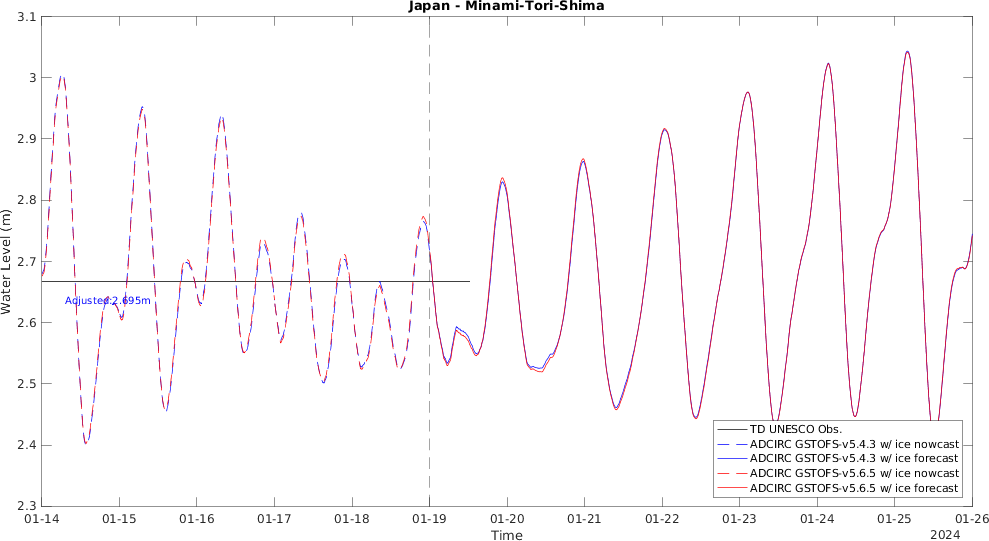 Japan - Minami-Tori-Shima
3.1
3
2.9
2.8
2.7
2.6
2.5
2.4
2.3
Water Level (m)
Adjusted:2.695m
TD UNESCO Obs.
ADCIRC GSTOFS-v5.4.3 w/ ice nowcast
ADCIRC GSTOFS-v5.4.3 w/ ice forecast
ADCIRC GSTOFS-v5.6.5 w/ ice nowcast
ADCIRC GSTOFS-v5.6.5 w/ ice forecast
01-14 01-15 01-16 01-17 01-18 01-19 01-20 01-21 01-22 01-23 01-24 01-25 01-26
Time
2024